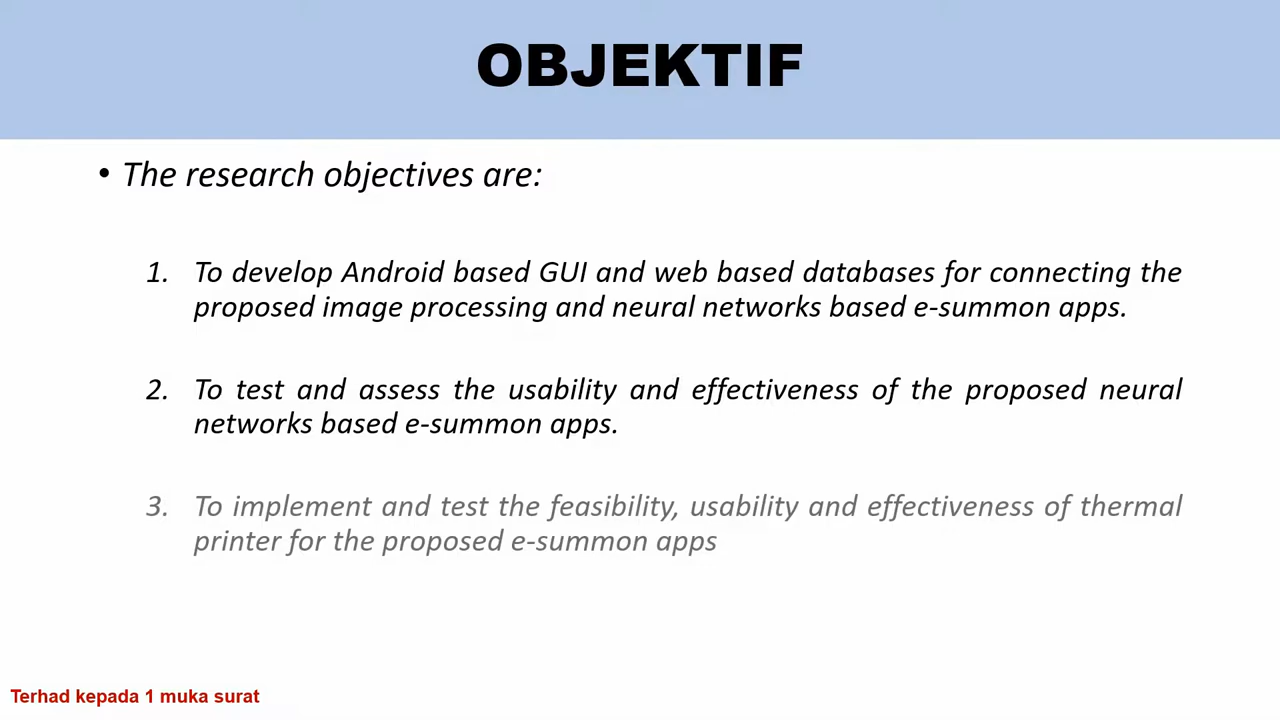 OBJEKTIF
• The research objectives are:
1. To develop Android based GUI and web based databases for connecting the
proposed image processing and neural networks based e-summon apps.
2. To test and assess the usability and effectiveness of the proposed neural
networks based e-summon apps.
3. To implement and test the feasibility, usability and effectiveness of thermal
printer for the proposed e-summon apps
Terhad kepada 1 muka surat